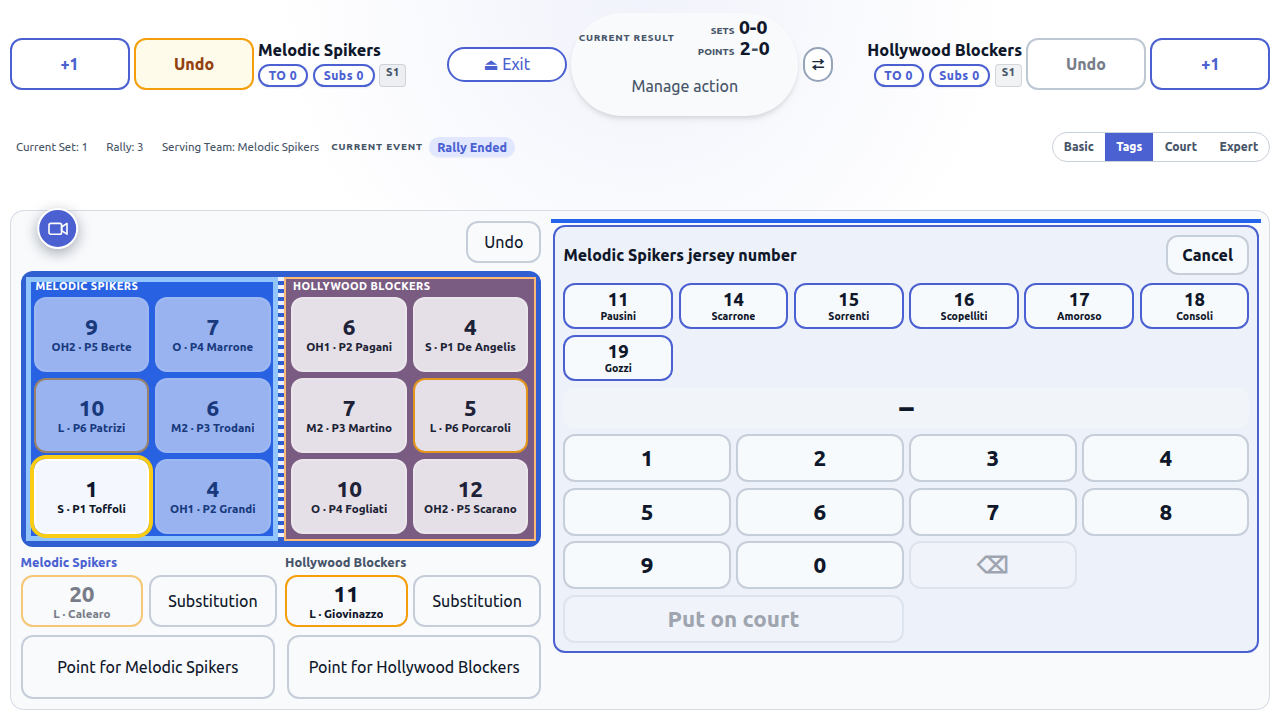 +1
Undo
Melodic Spikers
TO 0
Subs 0
S1
⏏ Exit
CURRENT RESULT
SETS 0-0
POINTS 2-0
Manage action
⇄
Hollywood Blockers
TO 0
Subs 0
S1
Undo
+1
Current Set: 1
Rally: 3
Serving Team: Melodic Spikers
CURRENT EVENT
Rally Ended
Basic
Tags
Court
Expert
Undo
MELODIC SPIKERS
9
OH2 · P5 Berte
7
O · P4 Marrone
10
L · P6 Patrizi
6
M2 · P3 Trodani
1
S · P1 Toffoli
4
OH1 · P2 Grandi
HOLLYWOOD BLOCKERS
6
OH1 · P2 Pagani
4
S · P1 De Angelis
7
M2 · P3 Martino
5
L · P6 Porcaroli
10
O · P4 Fogliati
12
OH2 · P5 Scarano
Melodic Spikers
20
L · Calearo
Substitution
Hollywood Blockers
11
L · Giovinazzo
Substitution
Point for Melodic Spikers
Point for Hollywood Blockers
Melodic Spikers jersey number
Cancel
11
Pausini
14
Scarrone
15
Sorrenti
16
Scopelliti
17
Amoroso
18
Consoli
19
Gozzi
–
1
2
3
4
5
6
7
8
9
0
⌫
Put on court